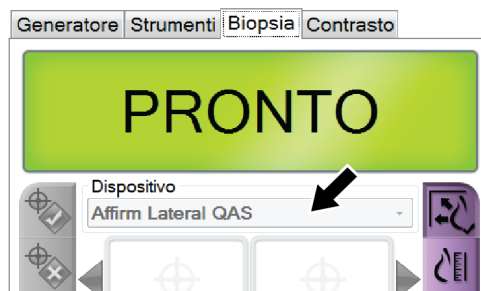 Generatore Strumenti Biopsia Contrasto
PRONTO
Dispositivo
Affirm Lateral QAS